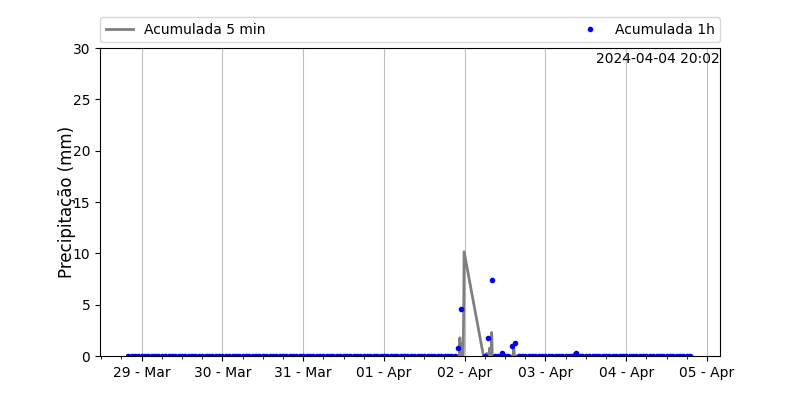 Acumulada 5 min
Acumulada 1h
2024-04-04 20:02
Precipitação (mm)
30
25
20
15
10
5
0
29 - Mar
30 - Mar
31 - Mar
01 - Apr
02 - Apr
03 - Apr
04 - Apr
05 - Apr